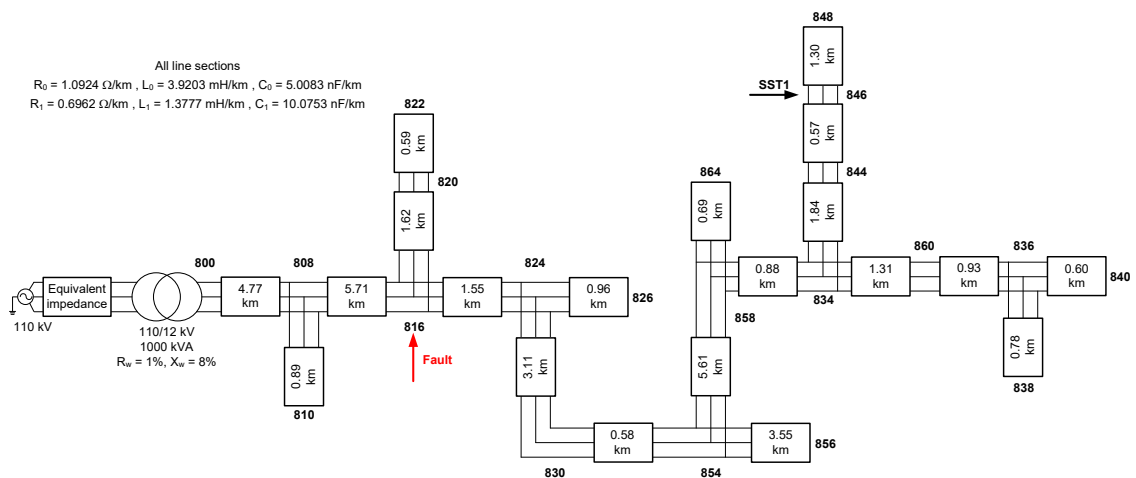 All line sections
R₀ = 1.0924 Ω/km , L₀ = 3.9203 mH/km , C₀ = 5.0083 nF/km
R₁ = 0.6962 Ω/km , L₁ = 1.3777 mH/km , C₁ = 10.0753 nF/km
848
1.30
km
SST1
846
0.57
km
844
1.84
km
822
0.59
km
820
1.62
km
864
0.69
km
800
808
824
860
836
Equivalent
impedance
4.77
km
5.71
km
1.55
km
0.96
km
826
0.88
km
1.31
km
0.93
km
0.60
km
840
834
110 kV
110/12 kV
1000 kVA
R_w = 1%, X_w = 8%
816
Fault
858
0.89
km
810
3.11
km
5.61
km
0.78
km
838
0.58
km
3.55
km
856
830
854